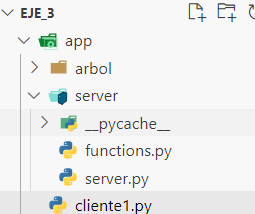 EJE_3
app
arbol
server
__pycache__
functions.py
server.py
cliente1.py